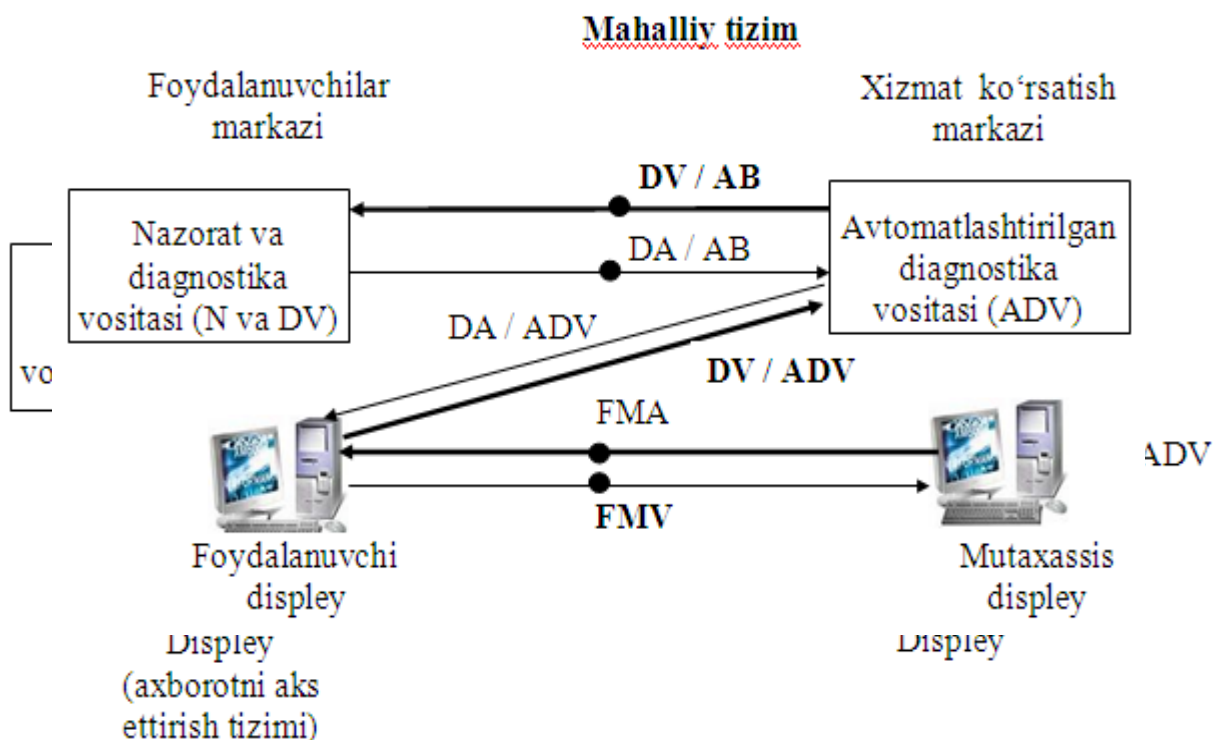 Mahalliy tizim
Foydalanuvchilar
markazi
Xizmat ko‘rsatish
markazi
DV / AB
Nazorat va
diagnostika
vositasi (N va DV)
DA / AB
Avtomatlashtirilgan
diagnostika
vositasi (ADV)
DA / ADV
vo
DV / ADV
FMA
ADV
FMV
Foydalanuvchi
displey
Mutaxassis
displey
Displey
Displey
(axborotni aks
ettirish tizimi)